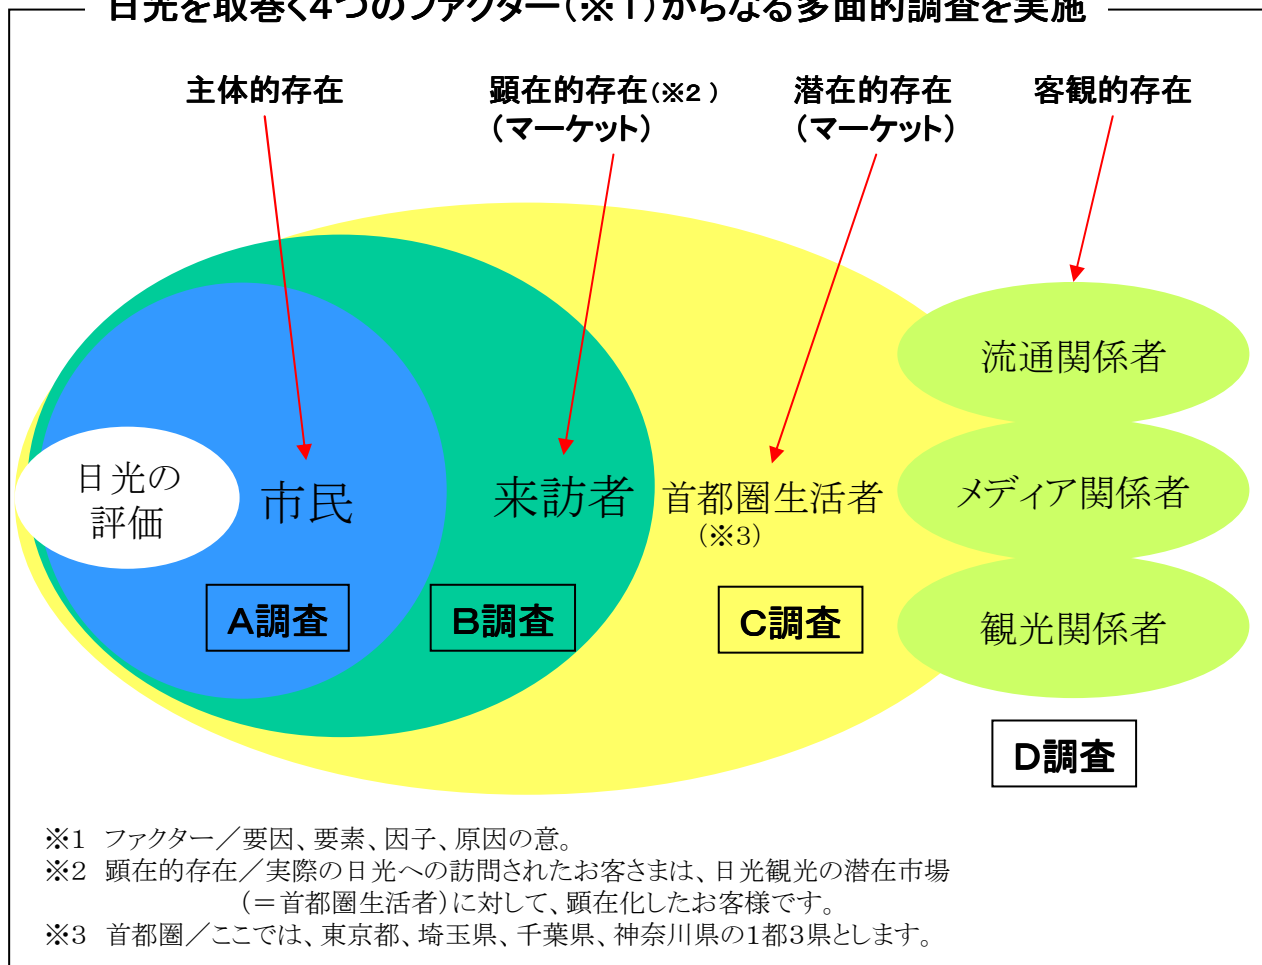 日光を取巻く4つのファクター(※1)からなる多面的調査を実施
主体的存在
顕在的存在(※2)
(マーケット)
潜在的存在
(マーケット)
客観的存在
日光の
評価
市民
来訪者
首都圏生活者
(※3)
流通関係者
メディア関係者
観光関係者
A調査
B調査
C調査
D調査
※1 ファクター／要因、要素、因子、原因の意。
※2 顕在的存在／実際の日光への訪問されたお客さまは、日光観光の潜在市場
(＝首都圏生活者)に対して、顕在化したお客様です。
※3 首都圏／ここでは、東京都、埼玉県、千葉県、神奈川県の1都3県とします。